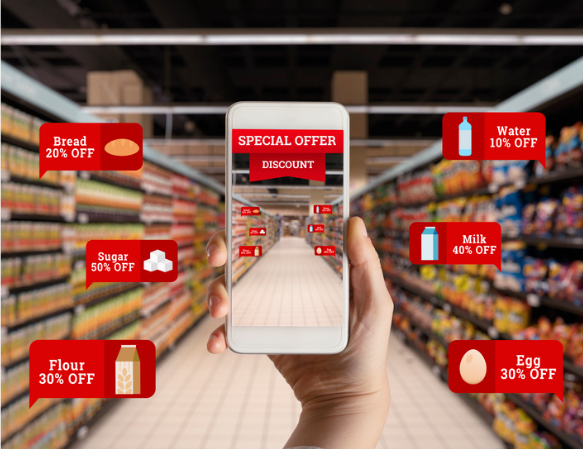 SPECIAL OFFER
DISCOUNT
Bread
20% OFF
Sugar
50% OFF
Flour
30% OFF
Water
10% OFF
Milk
40% OFF
Egg
30% OFF